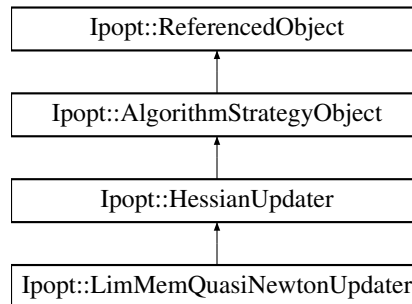 Ipopt::ReferencedObject
Ipopt::AlgorithmStrategyObject
Ipopt::HessianUpdater
Ipopt::LimMemQuasiNewtonUpdater